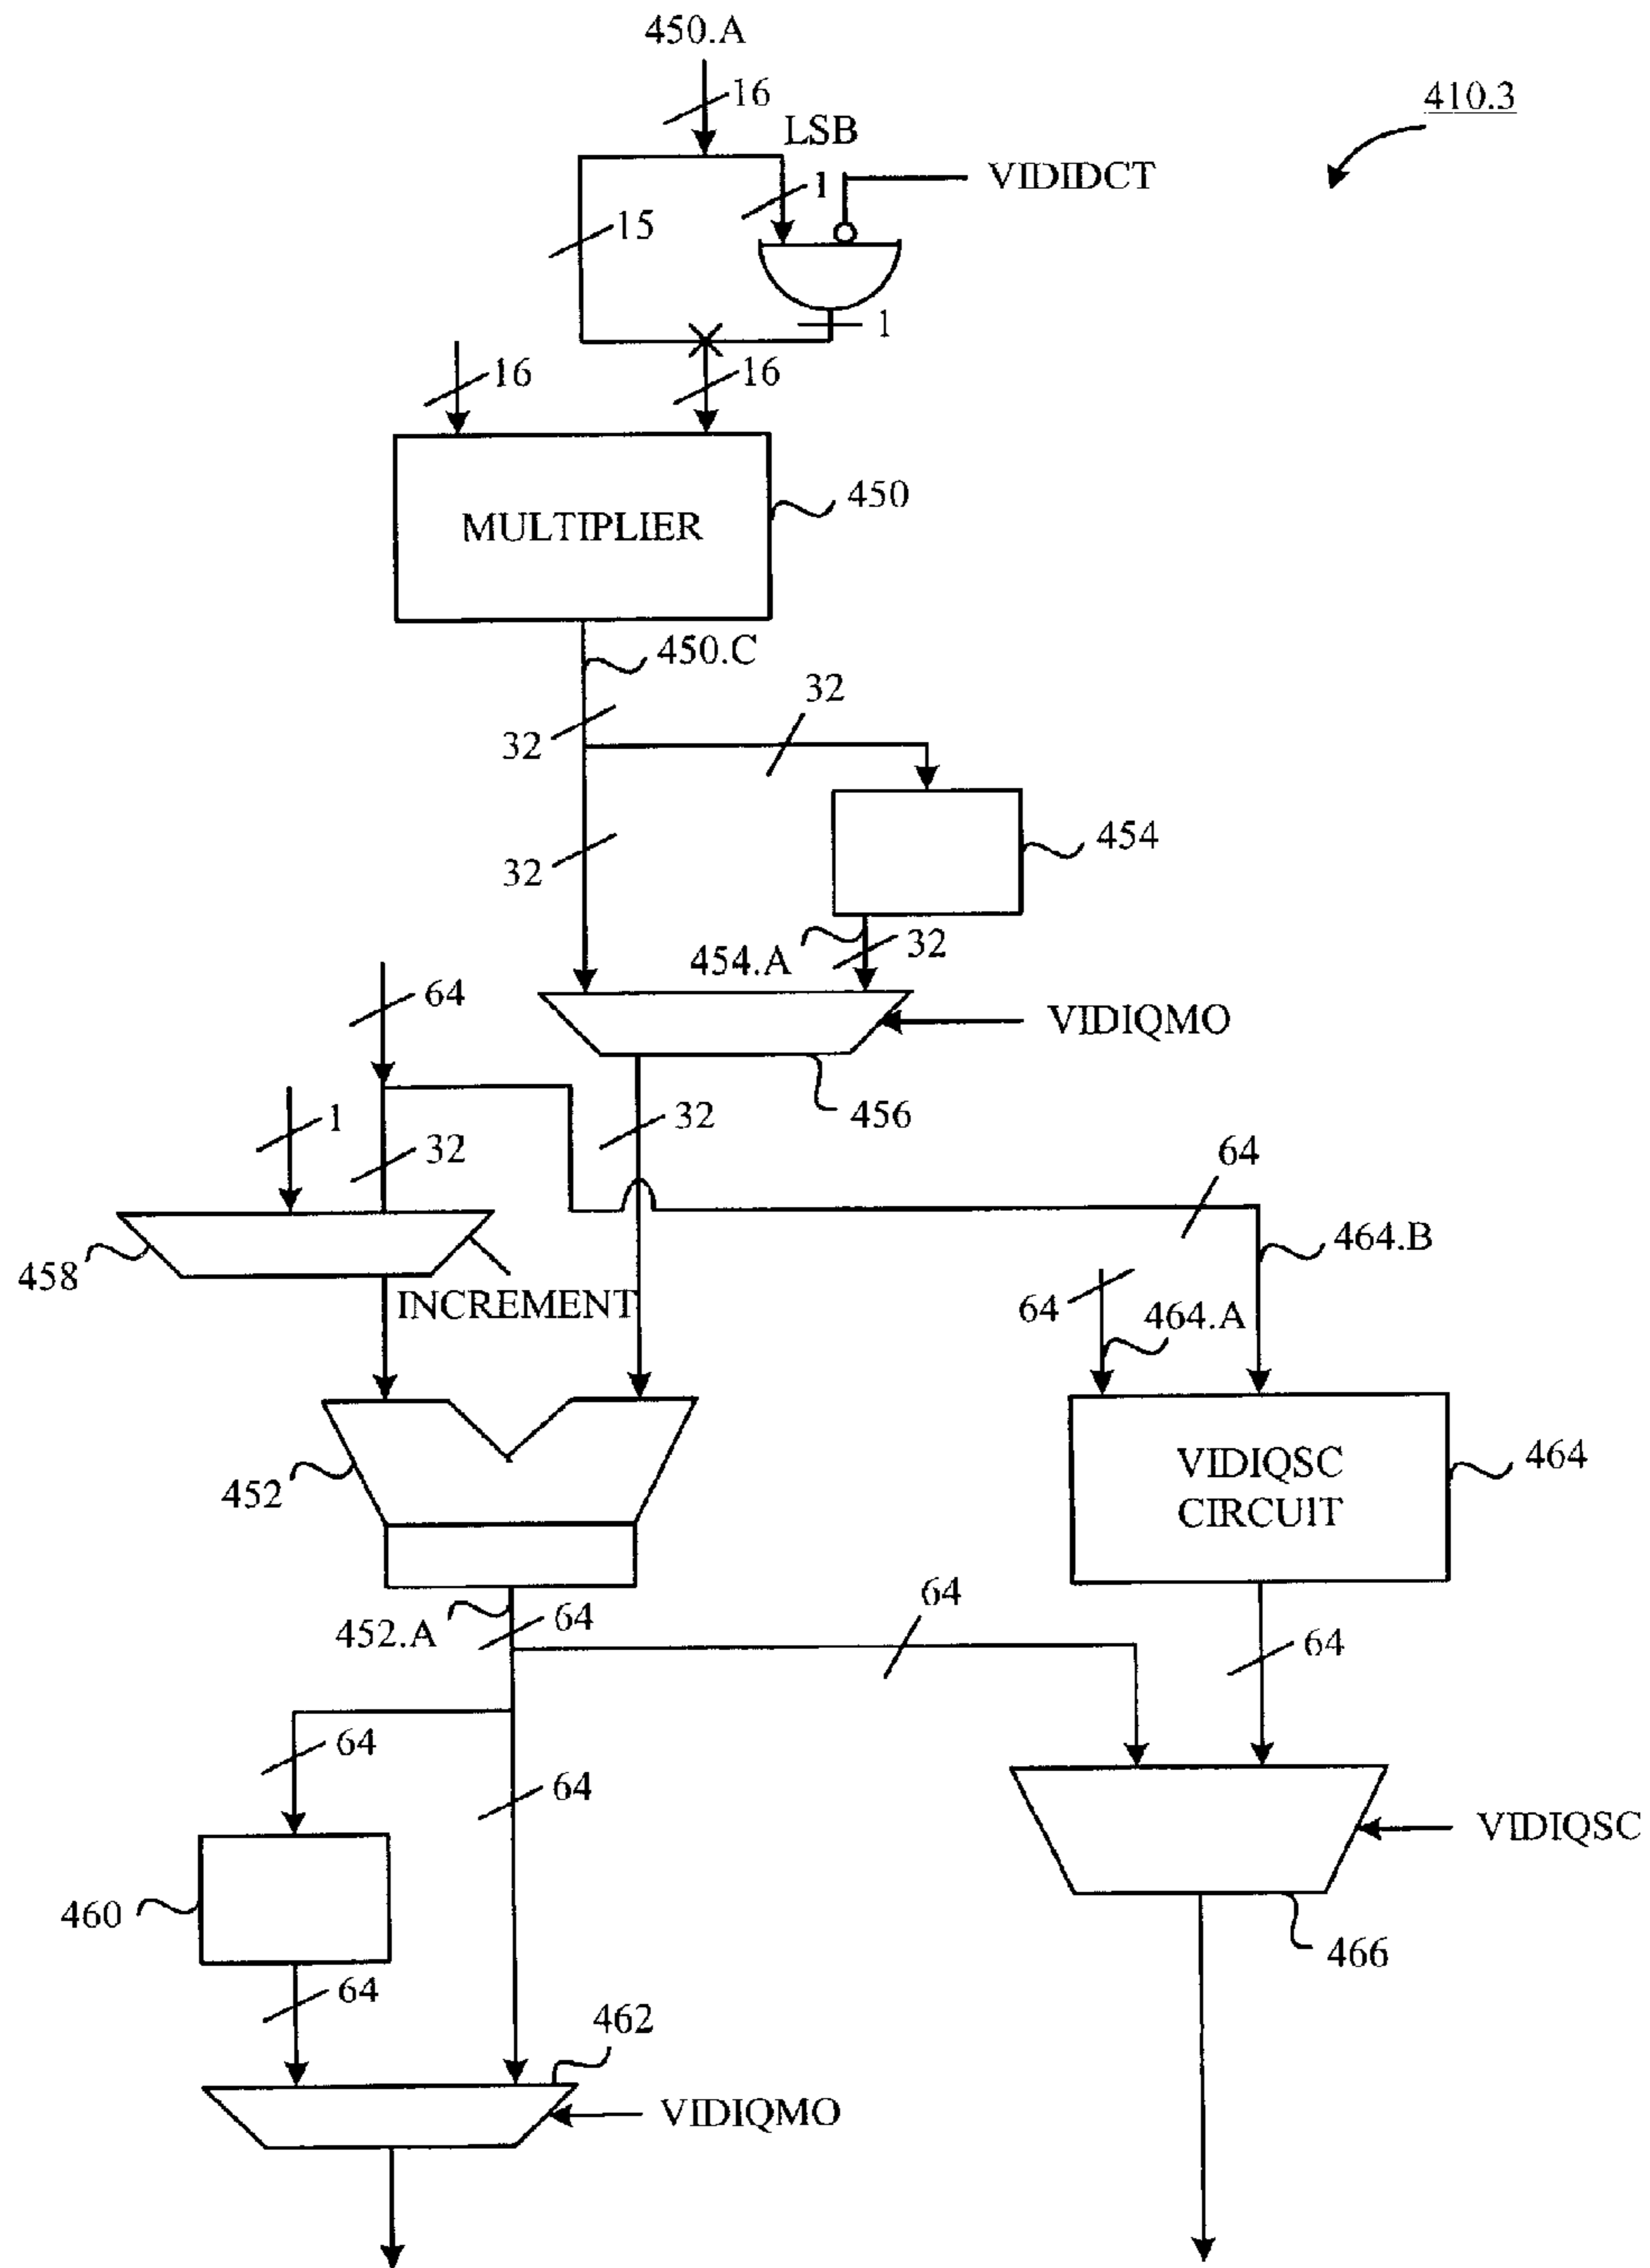 450.A
16
410.3
LSB
1
VIDIDCT
15
1
16
16
450
MULTIPLIER
450.C
32
32
32
32
454
454.A
32
64
VIDIQMO
1
32
32
456
64
464.B
458
INCREMENT
64
464.A
452
VIDIQSC
CIRCUIT
464
452.A
64
64
64
64
64
VIDIQSC
460
466
64
462
VIDIQMO